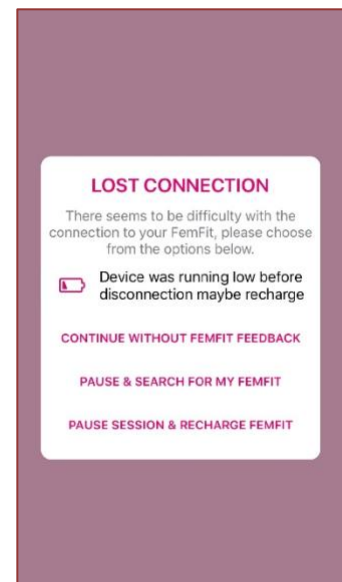 LOST CONNECTION
There seems to be difficulty with the
connection to your FemFit, please choose
from the options below.
Device was running low before
disconnection maybe recharge
CONTINUE WITHOUT FEMFIT FEEDBACK
PAUSE & SEARCH FOR MY FEMFIT
PAUSE SESSION & RECHARGE FEMFIT